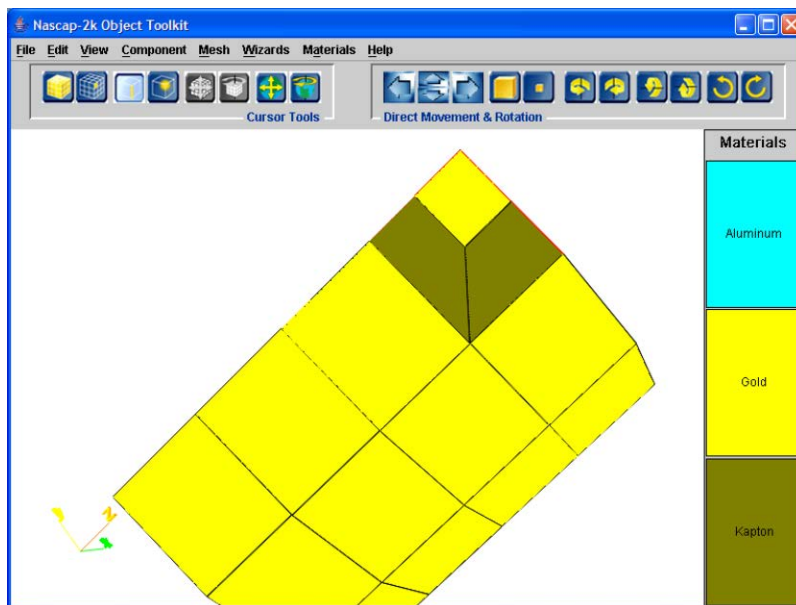 Nascap-2k Object Toolkit
File Edit View Component Mesh Wizards Materials Help
Cursor Tools
Direct Movement & Rotation
Materials
Aluminum
Gold
Kapton